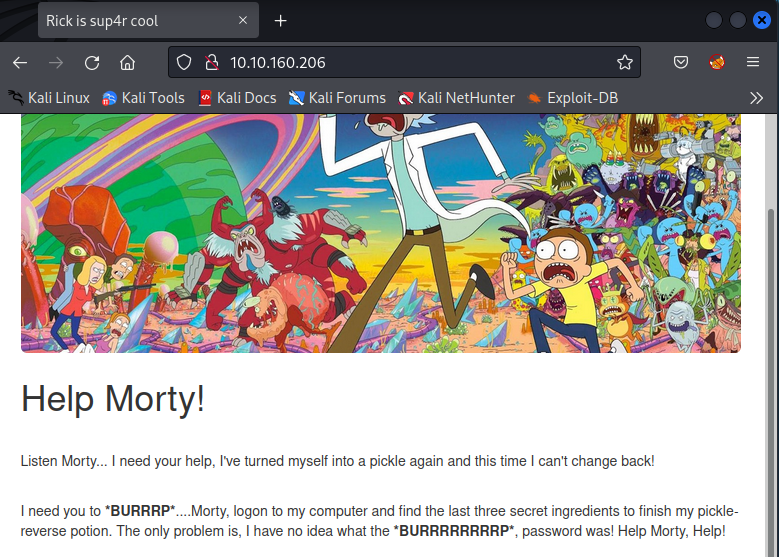 Rick is sup4r cool
10.10.160.206
Kali Linux Kali Tools Kali Docs Kali Forums Kali NetHunter Exploit-DB
Help Morty!
Listen Morty... I need your help, I've turned myself into a pickle again and this time I can't change back!
I need you to *BURRRP*....Morty, logon to my computer and find the last three secret ingredients to finish my pickle-
reverse potion. The only problem is, I have no idea what the *BURRRRRRRRP*, password was! Help Morty, Help!